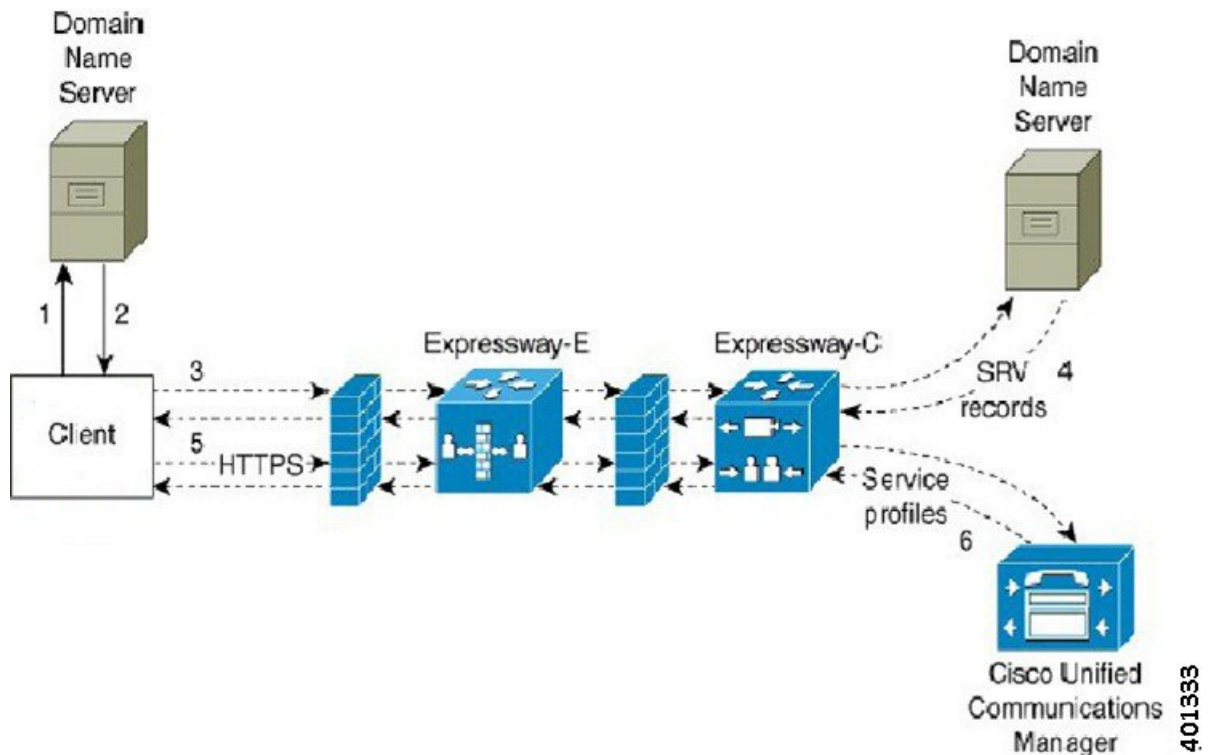 Domain
Name
Server
Domain
Name
Server
1
2
Expressway-E
Expressway-C
3
SRV 4
records
Client
5
HTTPS
Service
profiles
6
Cisco Unified
Communications
Manager
401333